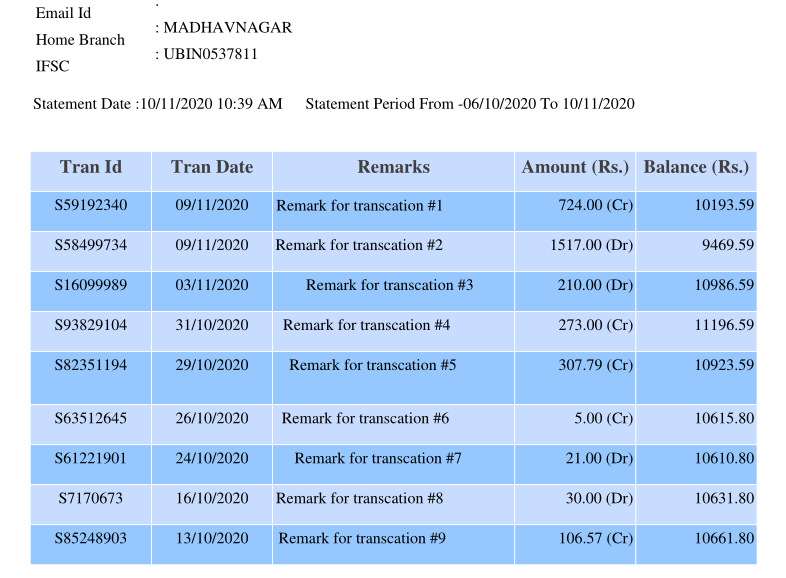 Email Id :
Home Branch : MADHAVNAGAR
IFSC : UBIN0537811
Statement Date :10/11/2020 10:39 AM Statement Period From -06/10/2020 To 10/11/2020
Tran Id Tran Date Remarks Amount (Rs.) Balance (Rs.)
S59192340 09/11/2020 Remark for transcation #1 724.00 (Cr) 10193.59
S58499734 09/11/2020 Remark for transcation #2 1517.00 (Dr) 9469.59
S16099989 03/11/2020 Remark for transcation #3 210.00 (Dr) 10986.59
S93829104 31/10/2020 Remark for transcation #4 273.00 (Cr) 11196.59
S82351194 29/10/2020 Remark for transcation #5 307.79 (Cr) 10923.59
S63512645 26/10/2020 Remark for transcation #6 5.00 (Cr) 10615.80
S61221901 24/10/2020 Remark for transcation #7 21.00 (Dr) 10610.80
S7170673 16/10/2020 Remark for transcation #8 30.00 (Dr) 10631.80
S85248903 13/10/2020 Remark for transcation #9 106.57 (Cr) 10661.80